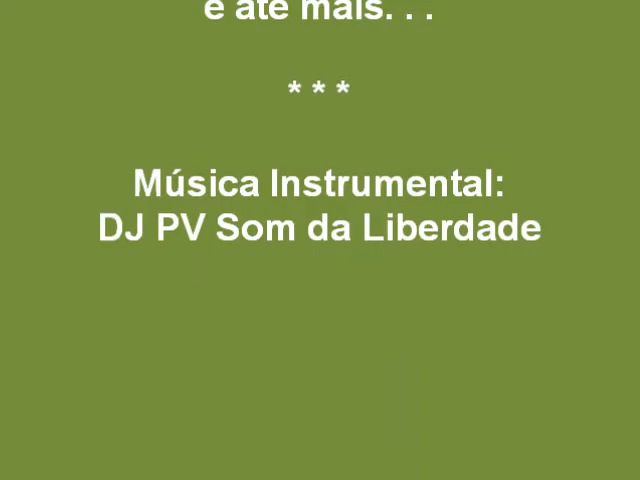 e até mais. . .
* * *
Música Instrumental:
DJ PV Som da Liberdade